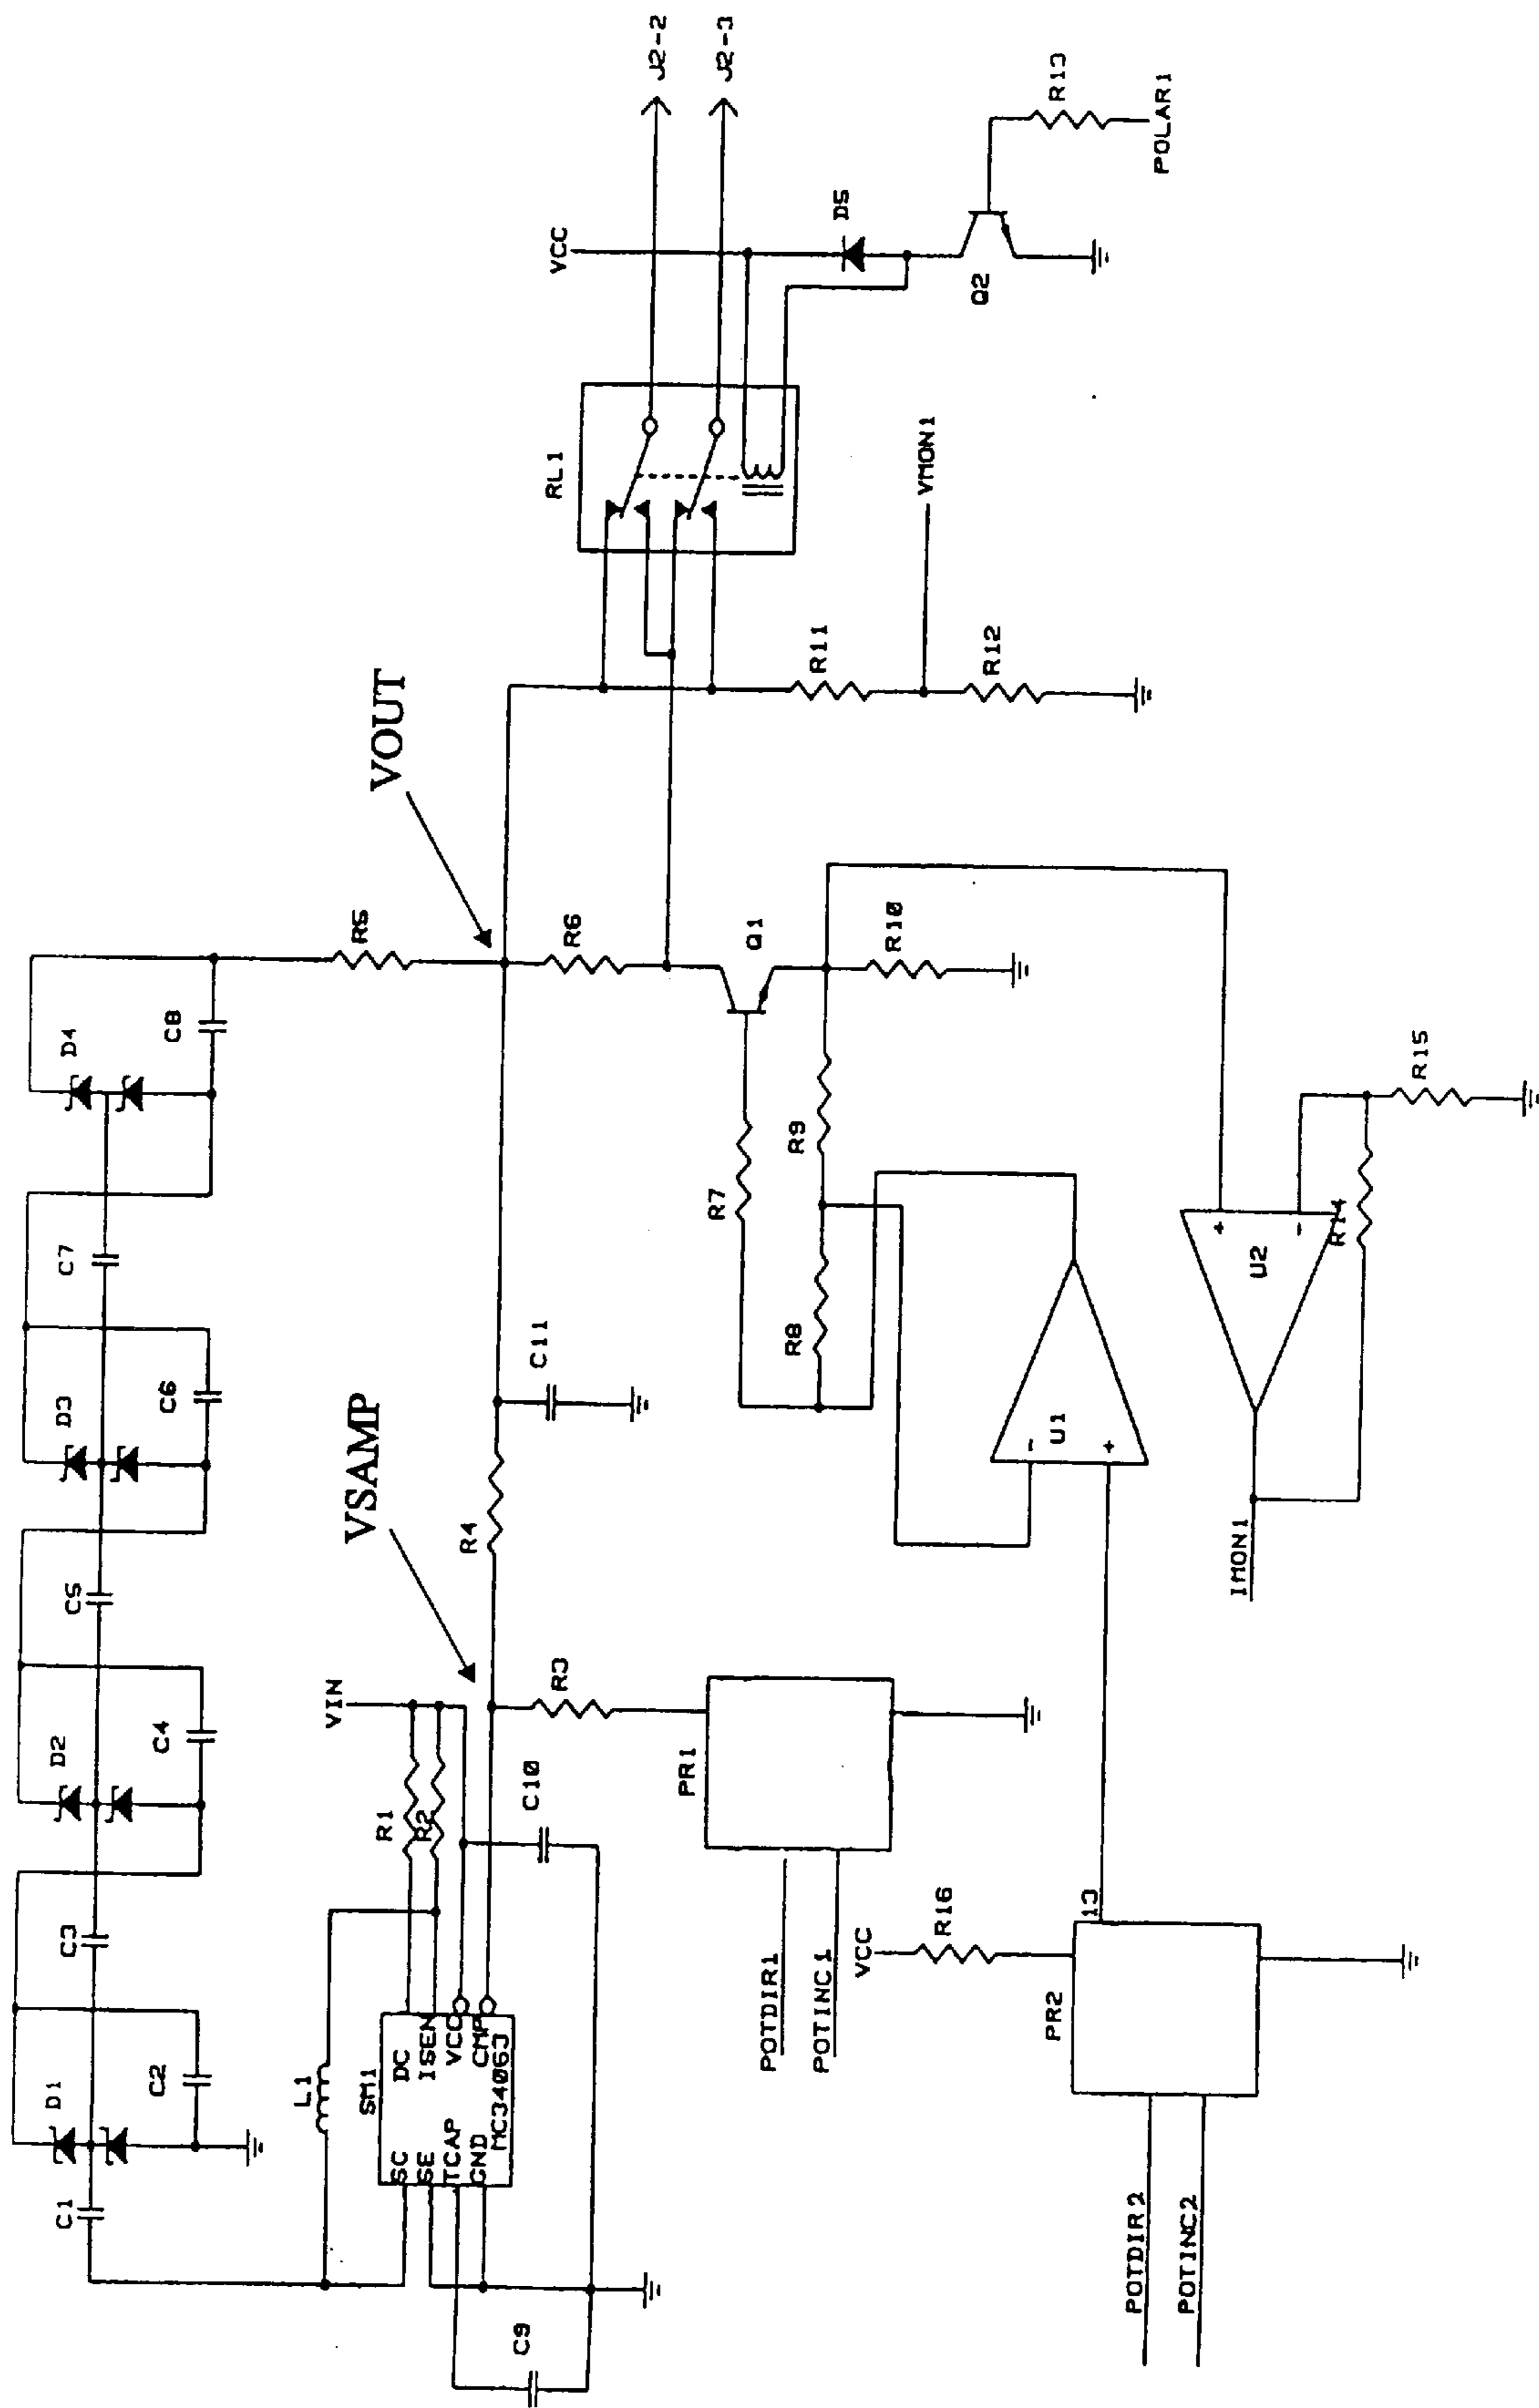 D4
C8
C7
D3
C6
C5
D2
C4
C3
D1
C2
C1
R5
VOUT
J2-2
J2-3
RL1
VCC
D5
Q2
R13
POLAR1
R6
R11
VMON1
R12
Q1
R10
R9
R7
R8
U1
-
+
U2
+
-
R14
R15
IMON1
C11
R4
VSAMP
VIN
R1
R2
C10
R3
PR1
POTDIR1
POTINC1
L1
SM1
DC
ISEN
VCC
CMP
MC34063
SC
SE
TCAP
GND
C9
VCC
R16
13
PR2
POTDIR2
POTINC2